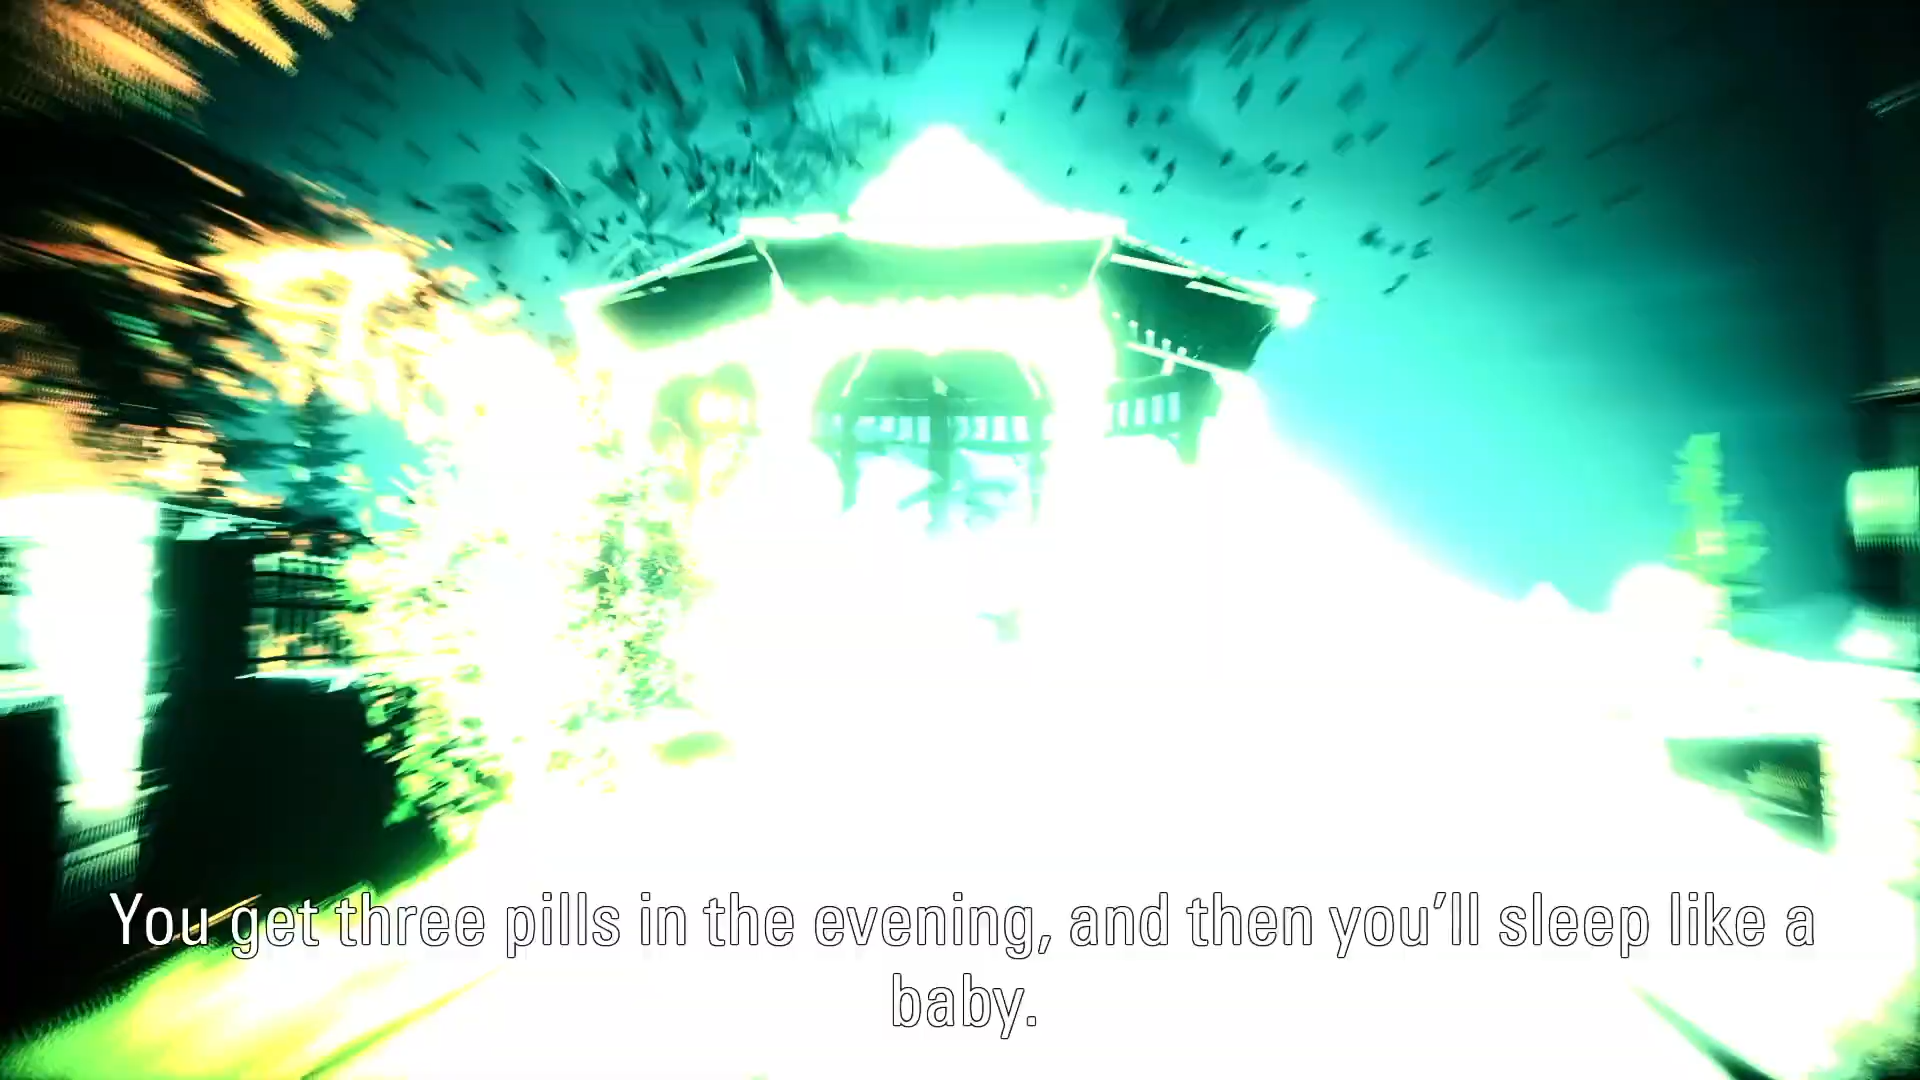 You get three pills in the evening, and then you’ll sleep like a
baby.